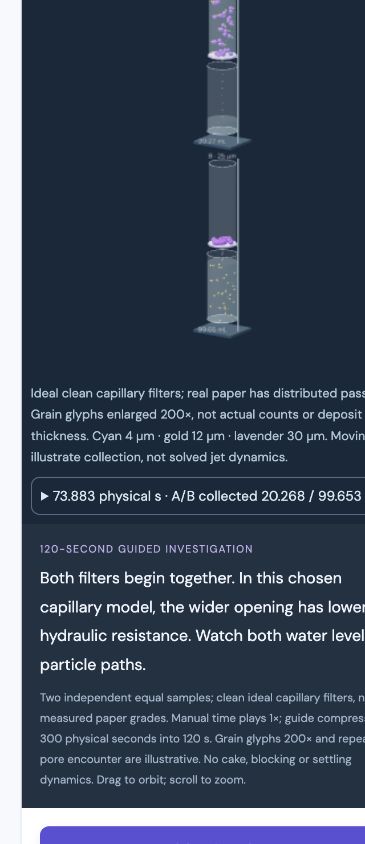 B · 25 µm
Ideal clean capillary filters; real paper has distributed pass
Grain glyphs enlarged 200×, not actual counts or deposit
thickness. Cyan 4 µm · gold 12 µm · lavender 30 µm. Movin
illustrate collection, not solved jet dynamics.
▶ 73.883 physical s · A/B collected 20.268 / 99.653
120-SECOND GUIDED INVESTIGATION
Both filters begin together. In this chosen
capillary model, the wider opening has lower
hydraulic resistance. Watch both water level
particle paths.
Two independent equal samples; clean ideal capillary filters, n
measured paper grades. Manual time plays 1×; guide compres
300 physical seconds into 120 s. Grain glyphs 200× and repea
pore encounter are illustrative. No cake, blocking or settling
dynamics. Drag to orbit; scroll to zoom.